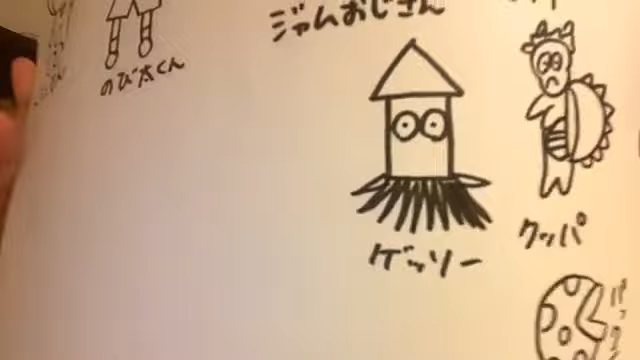 ジャムおじさん
のび太くん
ゲッソー
クッパ